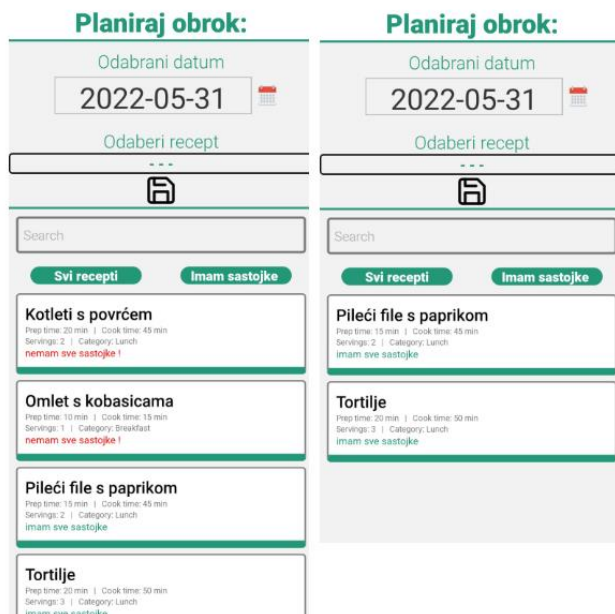 Planiraj obrok:
Odabrani datum
2022-05-31
Odaberi recept
- - -
Search
Svi recepti Imam sastojke
Kotleti s povrćem
Prep time: 20 min | Cook time: 45 min
Servings: 2 | Category: Lunch
nemam sve sastojke !
Omlet s kobasicama
Prep time: 10 min | Cook time: 15 min
Servings: 1 | Category: Breakfast
nemam sve sastojke !
Pileći file s paprikom
Prep time: 15 min | Cook time: 45 min
Servings: 2 | Category: Lunch
imam sve sastojke
Tortilje
Prep time: 20 min | Cook time: 50 min
Servings: 3 | Category: Lunch
imam sve sastojke
Planiraj obrok:
Odabrani datum
2022-05-31
Odaberi recept
- - -
Search
Svi recepti Imam sastojke
Pileći file s paprikom
Prep time: 15 min | Cook time: 45 min
Servings: 2 | Category: Lunch
imam sve sastojke
Tortilje
Prep time: 20 min | Cook time: 50 min
Servings: 3 | Category: Lunch
imam sve sastojke